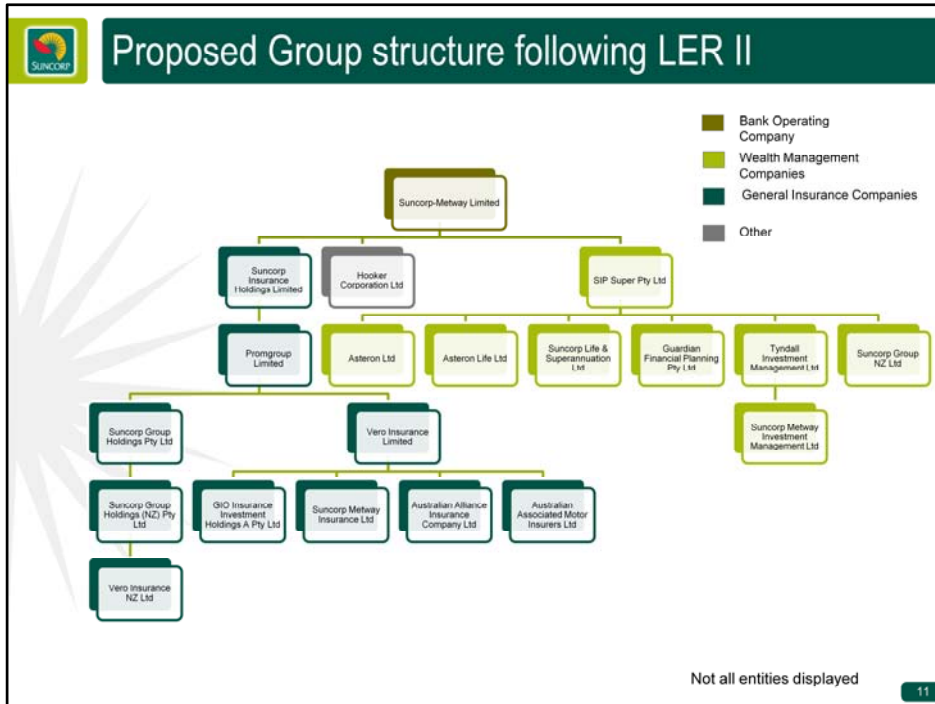 SUNCORP
Proposed Group structure following LER II
Bank Operating
Company
Wealth Management
Companies
General Insurance Companies
Other
Suncorp-Metway Limited
Suncorp
Insurance
Holdings Limited
Hooker
Corporation Ltd
SIP Super Pty Ltd
Promgroup
Limited
Asteron Ltd
Asteron Life Ltd
Suncorp Life &
Superannuation
Ltd
Guardian
Financial Planning
Pty Ltd
Tyndall
Investment
Management Ltd
Suncorp Group
NZ Ltd
Suncorp Group
Holdings Pty Ltd
Vero Insurance
Limited
Suncorp Metway
Investment
Management Ltd
Suncorp Group
Holdings (NZ) Pty
Ltd
GIO Insurance
Investment
Holdings A Pty Ltd
Suncorp Metway
Insurance Ltd
Australian Alliance
Insurance
Company Ltd
Australian
Associated Motor
Insurers Ltd
Vero Insurance
NZ Ltd
Not all entities displayed
11